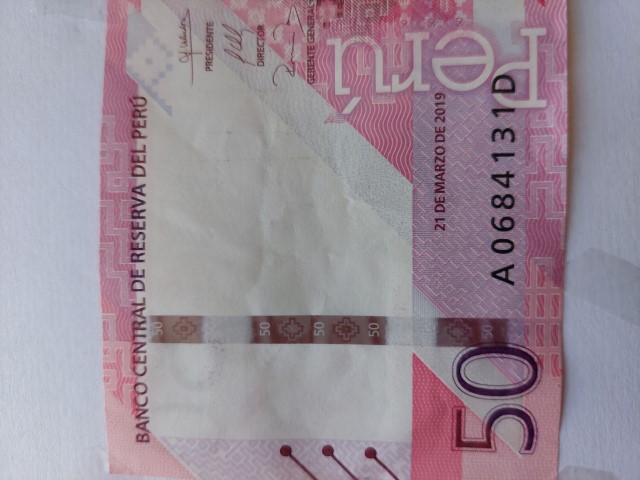 BANCO CENTRAL DE RESERVA DEL PERÚ
50
PRESIDENTE
DIRECTOR
50
GERENTE GENERAL
50
50
21 DE MARZO DE 2019
50
50
A0684131D
Perú